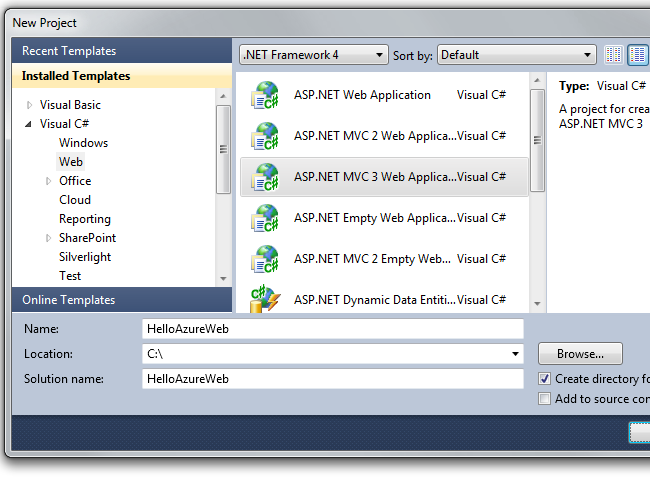 New Project
Recent Templates
Installed Templates
Visual Basic
Visual C#
Windows
Web
Office
Cloud
Reporting
SharePoint
Silverlight
Test
Online Templates
.NET Framework 4
Sort by:
Default
ASP.NET Web Application Visual C#
ASP.NET MVC 2 Web Applica...Visual C#
ASP.NET MVC 3 Web Applica...Visual C#
ASP.NET Empty Web Applica...Visual C#
ASP.NET MVC 2 Empty Web... Visual C#
ASP.NET Dynamic Data Entiti...Visual C#
Type: Visual C#
A project for crea
ASP.NET MVC 3
Name: HelloAzureWeb
Location: C:\
Browse...
Solution name: HelloAzureWeb
Create directory fo
Add to source con